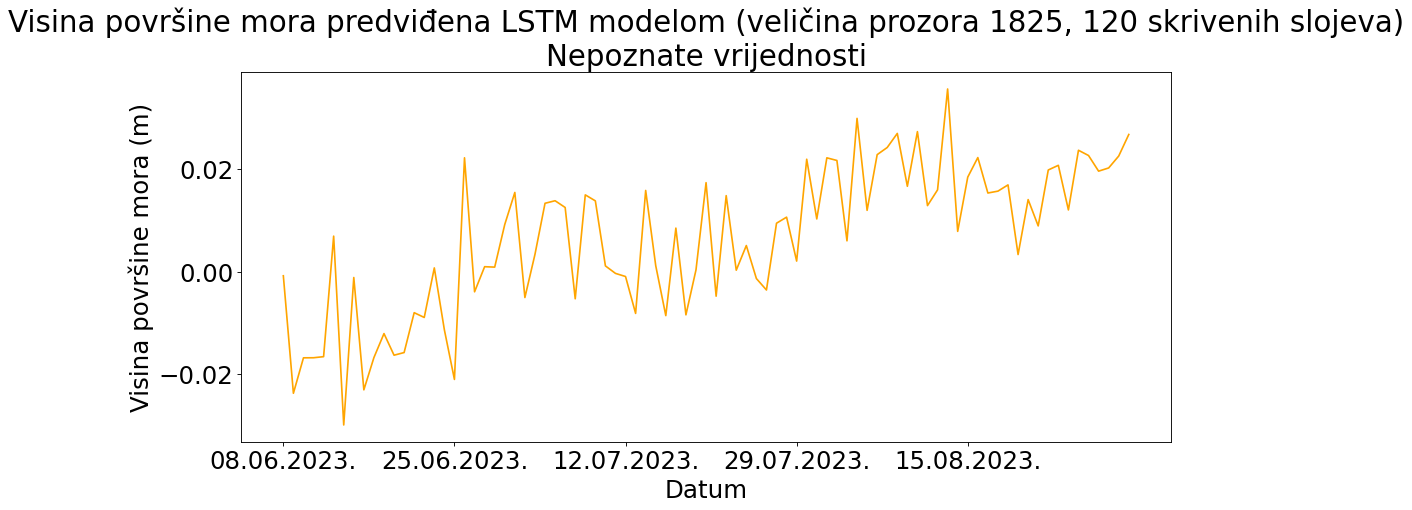 Visina površine mora predviđena LSTM modelom (veličina prozora 1825, 120 skrivenih slojeva)
Nepoznate vrijednosti
Visina površine mora (m)
0.02
0.00
−0.02
08.06.2023. 25.06.2023. 12.07.2023. 29.07.2023. 15.08.2023.
Datum